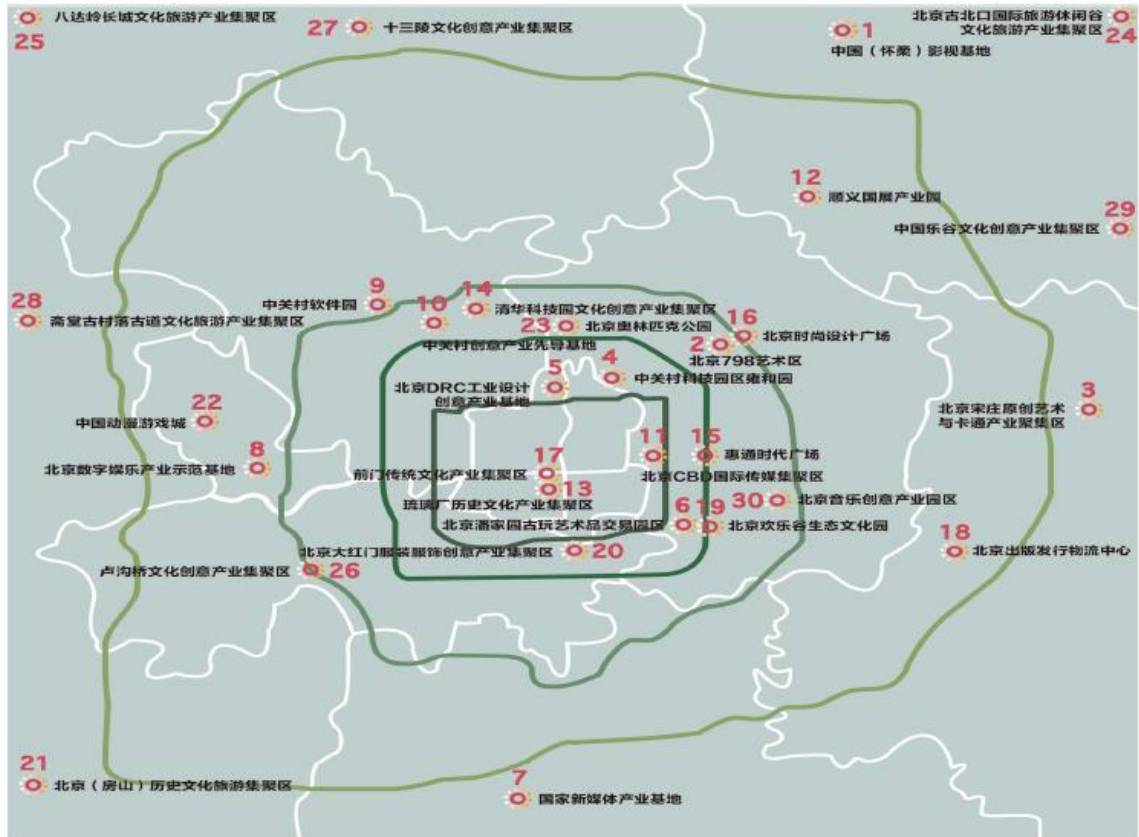 八达岭长城文化旅游产业集聚区
25
27
十三陵文化创意产业集聚区
1
中国（怀柔）影视基地
北京古北口国际旅游休闲谷
文化旅游产业集聚区
24
12
顺义国展产业园
29
中国乐谷文化创意产业集聚区
28
斋堂古村落古道文化旅游产业集聚区
9
中关村软件园
10
中关村创意产业先导基地
14
清华科技园文化创意产业集聚区
23
北京奥林匹克公园
16
北京时尚设计广场
2
北京798艺术区
4
中关村科技园区雍和园
5
北京DRC工业设计
创意产业基地
3
北京宋庄原创艺术
与卡通产业聚集区
22
中国动漫游戏城
8
北京数字娱乐产业示范基地
11
北京CBD国际传媒集聚区
15
惠通时代广场
17
前门传统文化产业集聚区
13
琉璃厂历史文化产业集聚区
30
北京音乐创意产业园区
6
北京潘家园古玩艺术品交易园区
19
北京欢乐谷生态文化园
18
北京出版发行物流中心
20
北京大红门服装服饰创意产业集聚区
26
卢沟桥文化创意产业集聚区
21
北京（房山）历史文化旅游集聚区
7
国家新媒体产业基地